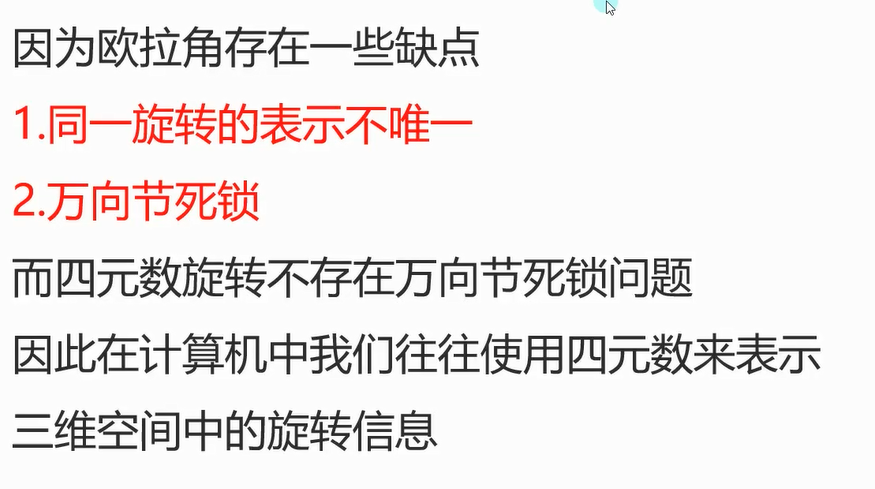 因为欧拉角存在一些缺点
1.同一旋转的表示不唯一
2.万向节死锁
而四元数旋转不存在万向节死锁问题
因此在计算机中我们往往使用四元数来表示
三维空间中的旋转信息